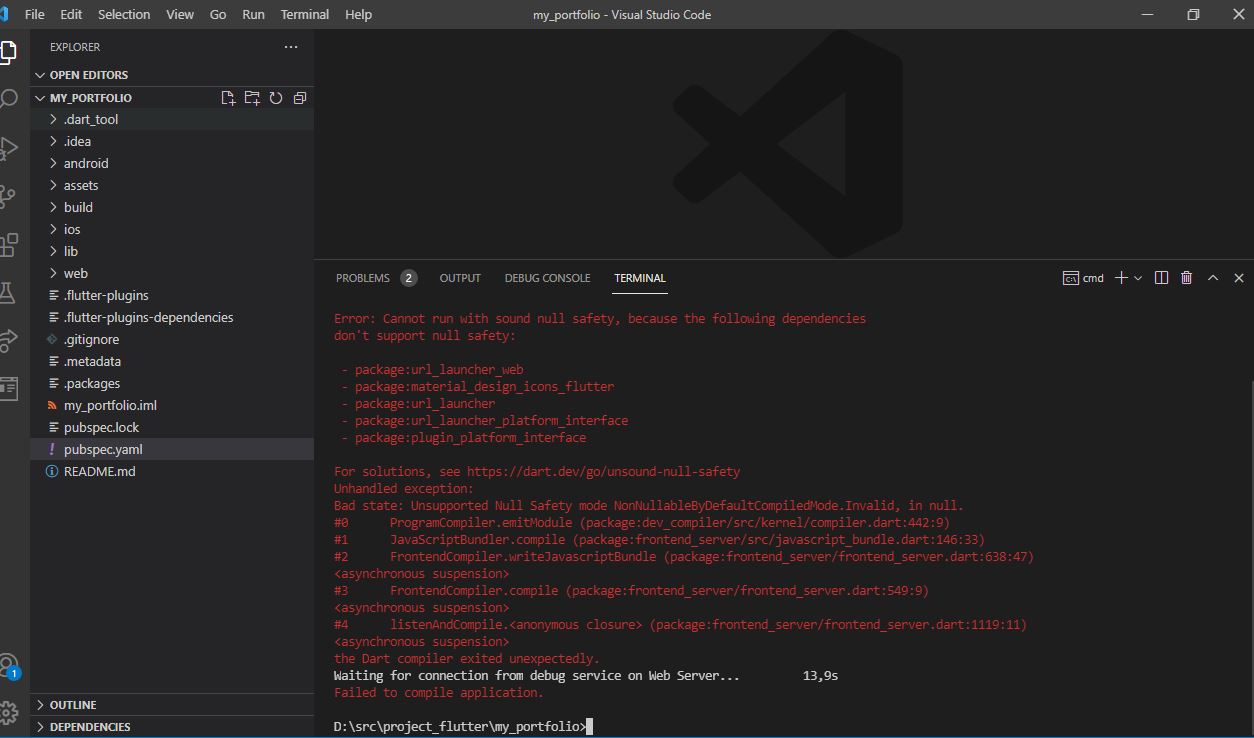 File Edit Selection View Go Run Terminal Help
my_portfolio - Visual Studio Code
EXPLORER
OPEN EDITORS
MY_PORTFOLIO
.dart_tool
.idea
android
assets
build
ios
lib
web
.flutter-plugins
.flutter-plugins-dependencies
.gitignore
.metadata
.packages
my_portfolio.iml
pubspec.lock
! pubspec.yaml
README.md
1
OUTLINE
DEPENDENCIES
PROBLEMS 2 OUTPUT DEBUG CONSOLE TERMINAL
cmd
Error: Cannot run with sound null safety, because the following dependencies
don't support null safety:
- package:url_launcher_web
- package:material_design_icons_flutter
- package:url_launcher
- package:url_launcher_platform_interface
- package:plugin_platform_interface
For solutions, see https://dart.dev/go/unsound-null-safety
Unhandled exception:
Bad state: Unsupported Null Safety mode NonNullableByDefaultCompiledMode.Invalid, in null.
#0 ProgramCompiler.emitModule (package:dev_compiler/src/kernel/compiler.dart:442:9)
#1 JavaScriptBundler.compile (package:frontend_server/src/javascript_bundle.dart:146:33)
#2 FrontendCompiler.writeJavascriptBundle (package:frontend_server/frontend_server.dart:638:47)
<asynchronous suspension>
#3 FrontendCompiler.compile (package:frontend_server/frontend_server.dart:549:9)
<asynchronous suspension>
#4 listenAndCompile.<anonymous closure> (package:frontend_server/frontend_server.dart:1119:11)
<asynchronous suspension>
the Dart compiler exited unexpectedly.
Waiting for connection from debug service on Web Server... 13,9s
Failed to compile application.
D:\src\project_flutter\my_portfolio>